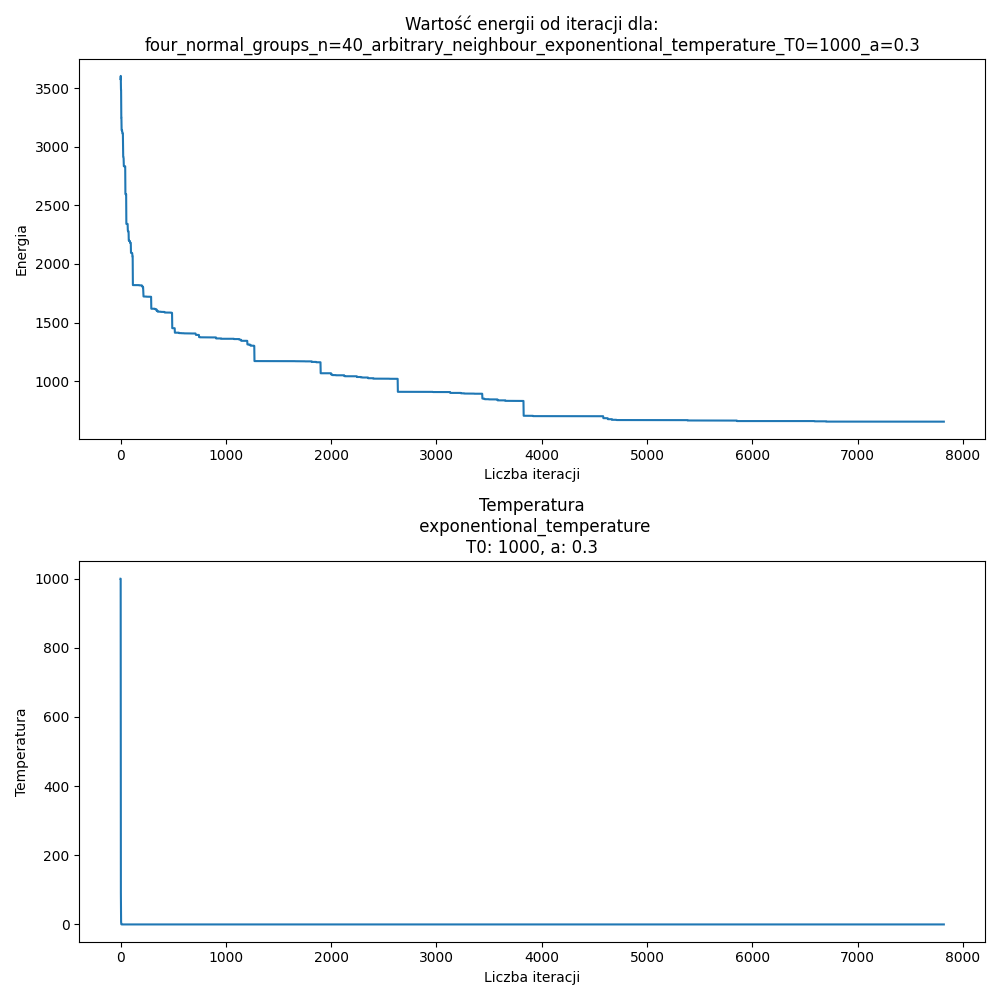 Wartość energii od iteracji dla:
four_normal_groups_n=40_arbitrary_neighbour_exponentional_temperature_T0=1000_a=0.3
3500
3000
2500
2000
1500
1000
Energia
0 1000 2000 3000 4000 5000 6000 7000 8000
Liczba iteracji
Temperatura
exponentional_temperature
T0: 1000, a: 0.3
1000
800
600
400
200
0
Temperatura
0 1000 2000 3000 4000 5000 6000 7000 8000
Liczba iteracji